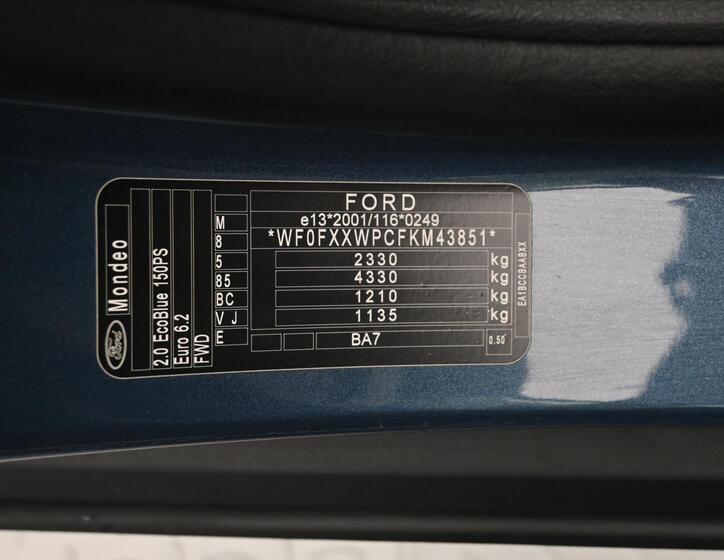 Ford
Mondeo
2.0 EcoBlue 150PS
Euro 6.2
FWD
M
8
5
85
BC
V J
E
FORD
e13*2001/116*0249
*WF0FXXWPCFKM43851*
2330 kg
4330 kg
1210 kg
1135 kg
BA7
0.50
EA1BCCBAABXX